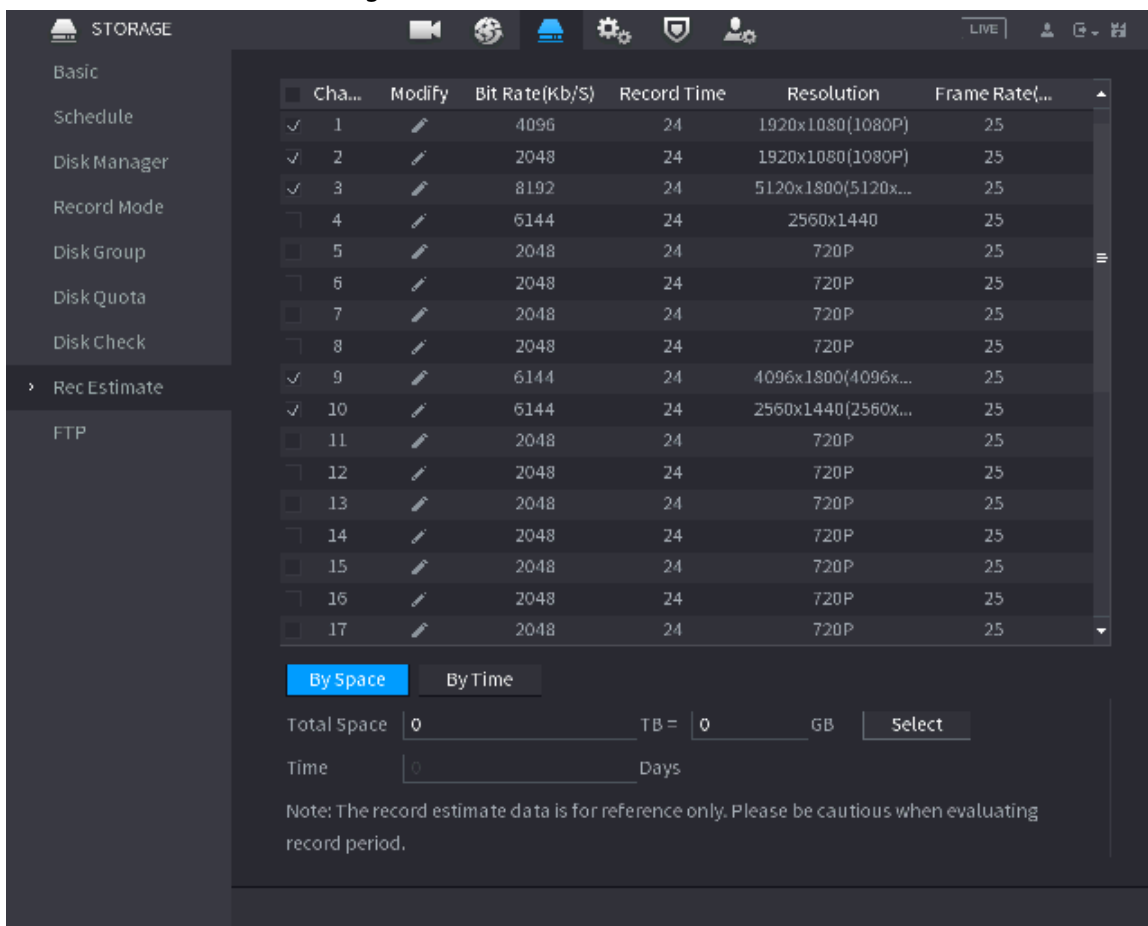 STORAGE LIVE
Basic
Schedule
Disk Manager
Record Mode
Disk Group
Disk Quota
Disk Check
Rec Estimate
FTP
Cha... Modify Bit Rate(Kb/S) Record Time Resolution Frame Rate(...
1 4096 24 1920x1080(1080P) 25
2 2048 24 1920x1080(1080P) 25
3 8192 24 5120x1800(5120x... 25
4 6144 24 2560x1440 25
5 2048 24 720P 25
6 2048 24 720P 25
7 2048 24 720P 25
8 2048 24 720P 25
9 6144 24 4096x1800(4096x... 25
10 6144 24 2560x1440(2560x... 25
11 2048 24 720P 25
12 2048 24 720P 25
13 2048 24 720P 25
14 2048 24 720P 25
15 2048 24 720P 25
16 2048 24 720P 25
17 2048 24 720P 25
By Space By Time
Total Space 0 TB = 0 GB Select
Time 0 Days
Note: The record estimate data is for reference only. Please be cautious when evaluating
record period.